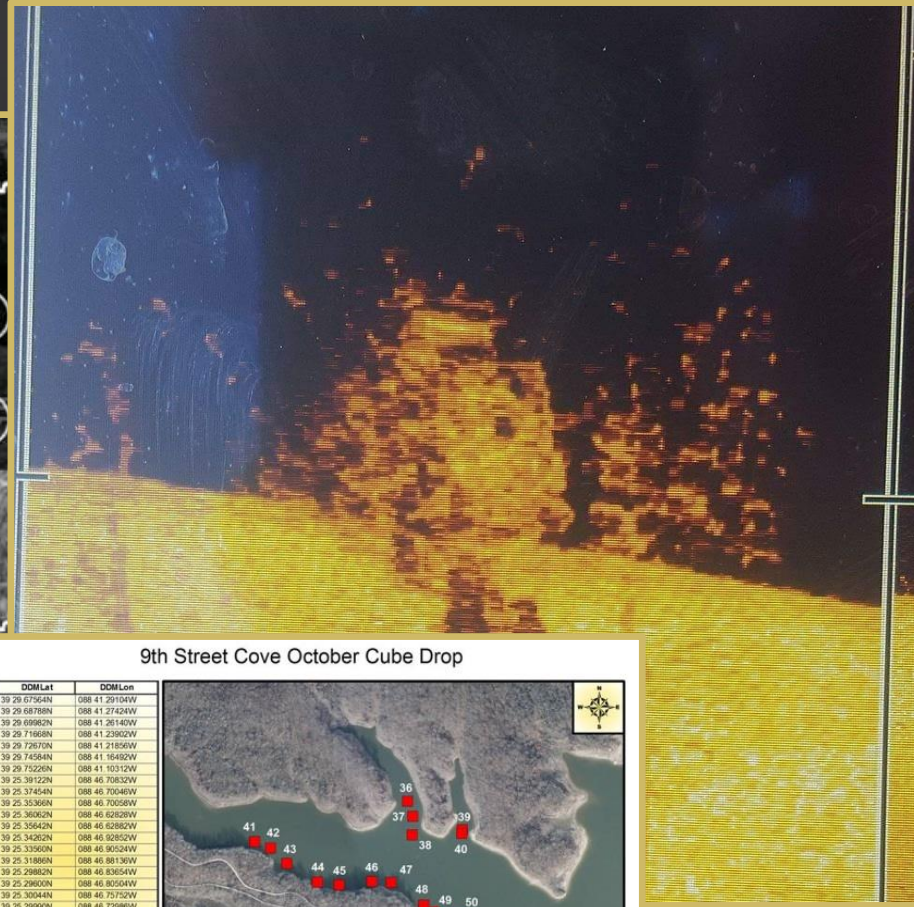 9th Street Cove October Cube Drop
DDMLat DDMLon
39 29.67564N 088 41.29104W
39 29.68788N 088 41.27424W
39 29.69982N 088 41.26140W
39 29.71668N 088 41.23902W
39 29.72670N 088 41.21856W
39 29.74584N 088 41.16492W
39 29.75226N 088 41.10312W
39 25.39122N 088 46.70832W
39 25.37454N 088 46.70046W
39 25.35366N 088 46.70058W
39 25.36062N 088 46.62828W
39 25.35642N 088 46.62882W
39 25.34262N 088 46.92852W
39 25.33560N 088 46.90524W
39 25.31886N 088 46.88136W
39 25.29882N 088 46.83654W
39 25.29600N 088 46.80504W
39 25.30044N 088 46.75752W
N
W E
S
36
37
38
39
40
41
42
43
44
45
46
47
48
49
50